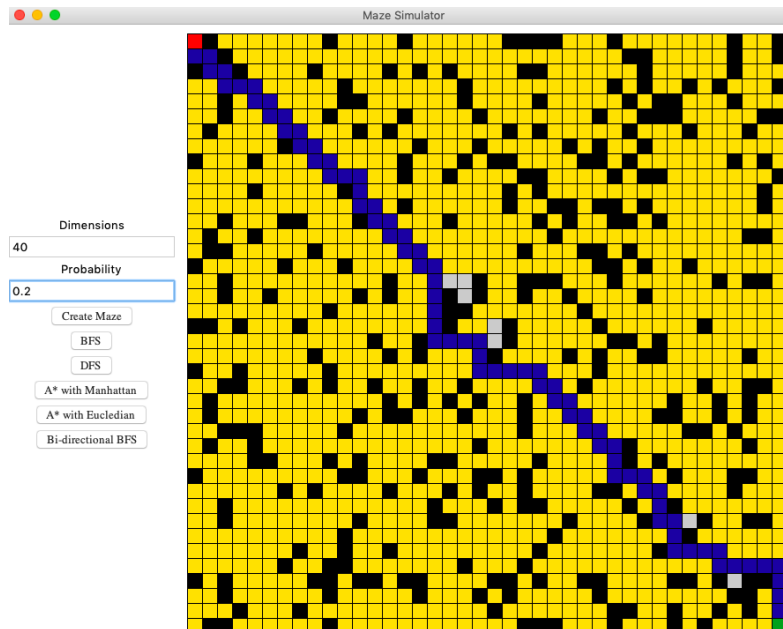 Maze Simulator
Dimensions
40
Probability
0.2
Create Maze
BFS
DFS
A* with Manhattan
A* with Eucledian
Bi-directional BFS